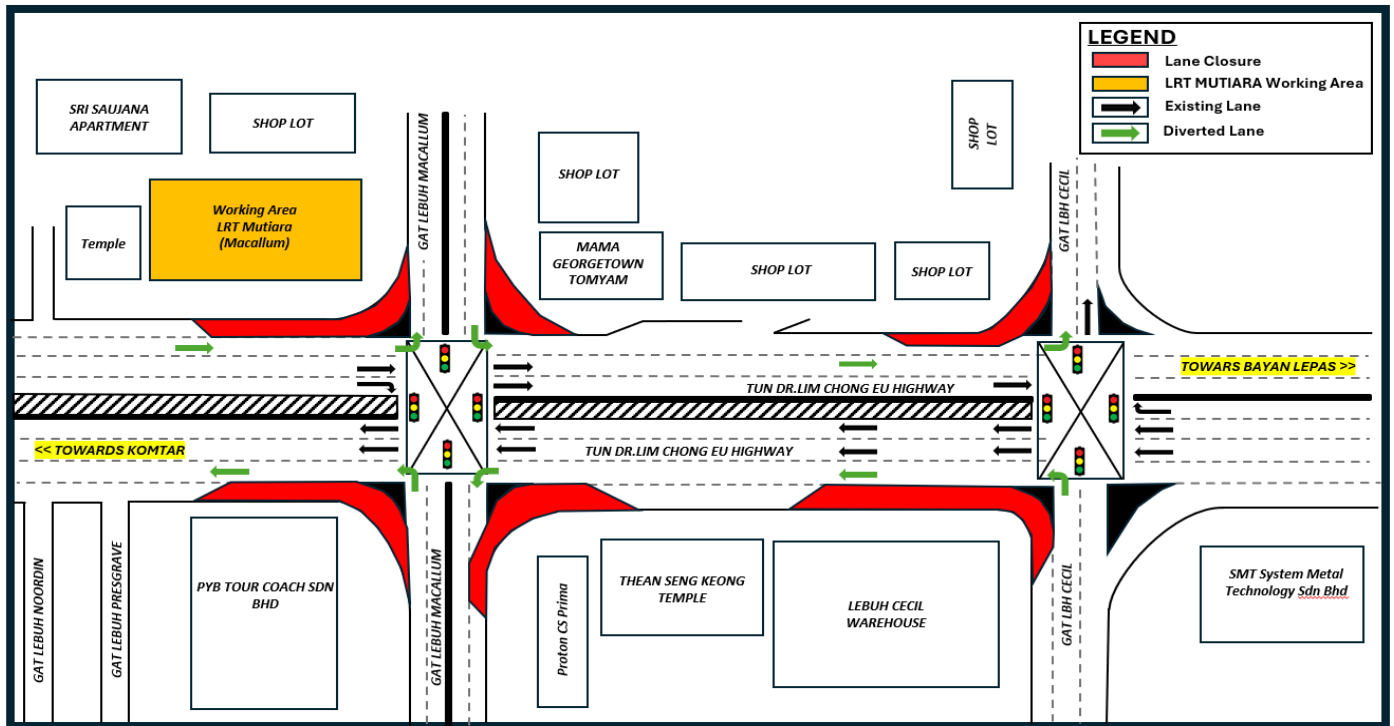 LEGEND
Lane Closure
LRT MUTIARA Working Area
Existing Lane
Diverted Lane
SRI SAUJANA
APARTMENT
SHOP LOT
GAT LEBUH MACALLUM
SHOP LOT
SHOP
LOT
GAT LBH CECIL
Temple
Working Area
LRT Mutiara
(Macallum)
MAMA
GEORGETOWN
TOMYAM
SHOP LOT
SHOP LOT
TOWARS BAYAN LEPAS >>
TUN DR.LIM CHONG EU HIGHWAY
<< TOWARDS KOMTAR
TUN DR.LIM CHONG EU HIGHWAY
GAT LEBUH NOORDIN
GAT LEBUH PRESGRAVE
PYB TOUR COACH SDN
BHD
GAT LEBUH MACALLUM
Proton CS Prima
THEAN SENG KEONG
TEMPLE
LEBUH CECIL
WAREHOUSE
GAT LBH CECIL
SMT System Metal
Technology Sdn Bhd